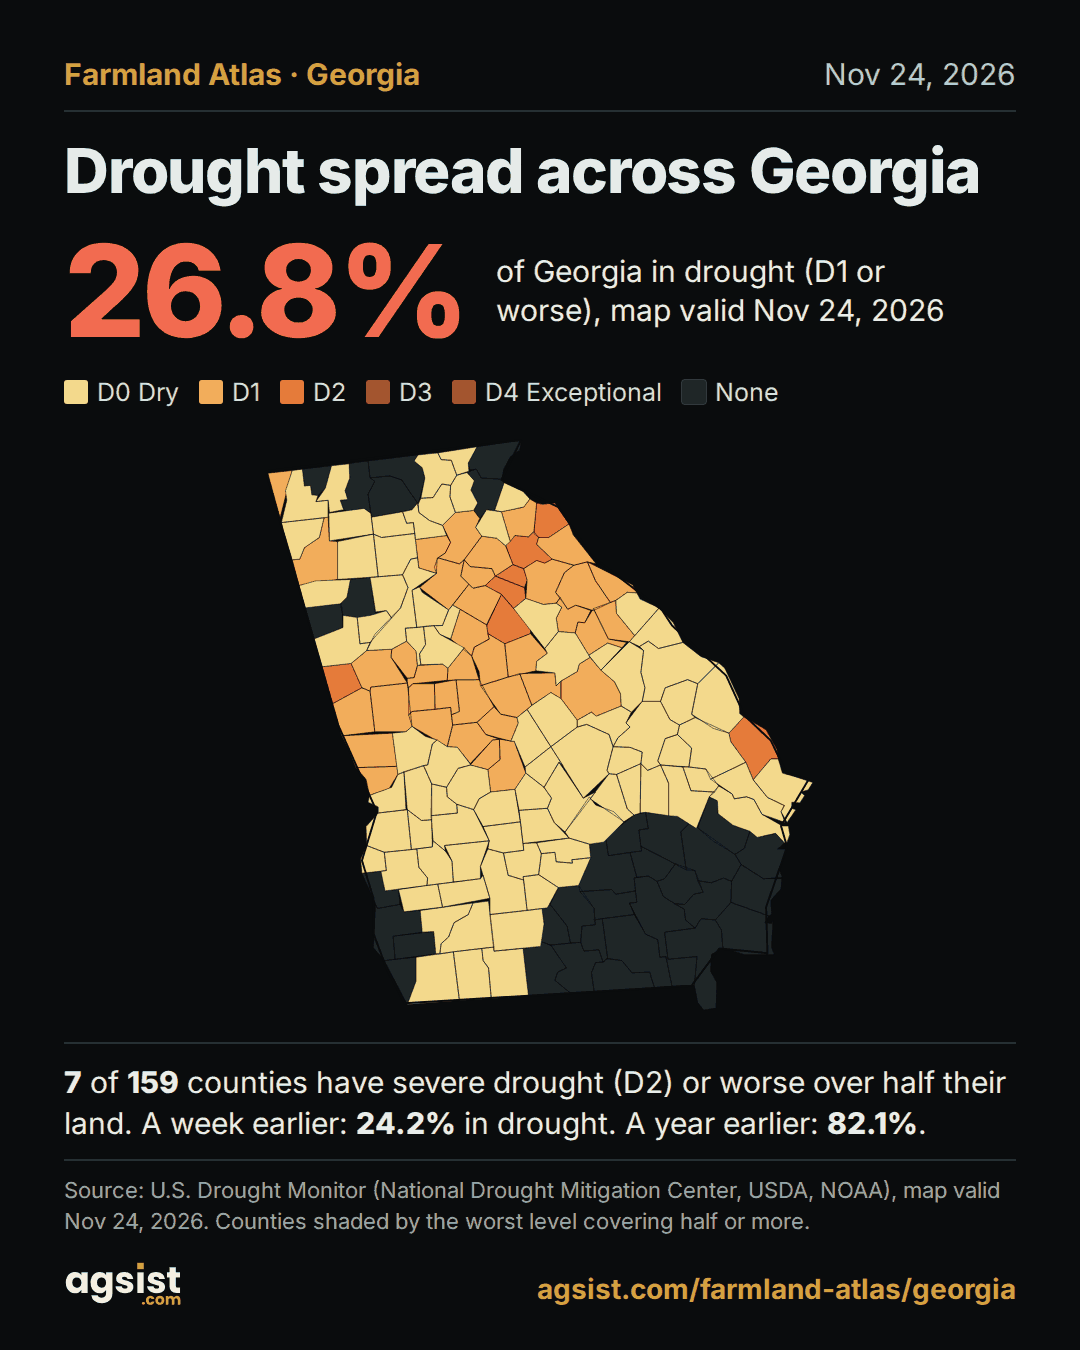 Farmland Atlas · Georgia
Nov 24, 2026
Drought spread across Georgia
26.8%
of Georgia in drought (D1 or
worse), map valid Nov 24, 2026
D0 Dry D1 D2 D3 D4 Exceptional None
7 of 159 counties have severe drought (D2) or worse over half their
land. A week earlier: 24.2% in drought. A year earlier: 82.1%.
Source: U.S. Drought Monitor (National Drought Mitigation Center, USDA, NOAA), map valid
Nov 24, 2026. Counties shaded by the worst level covering half or more.
agsist
.com
agsist.com/farmland-atlas/georgia